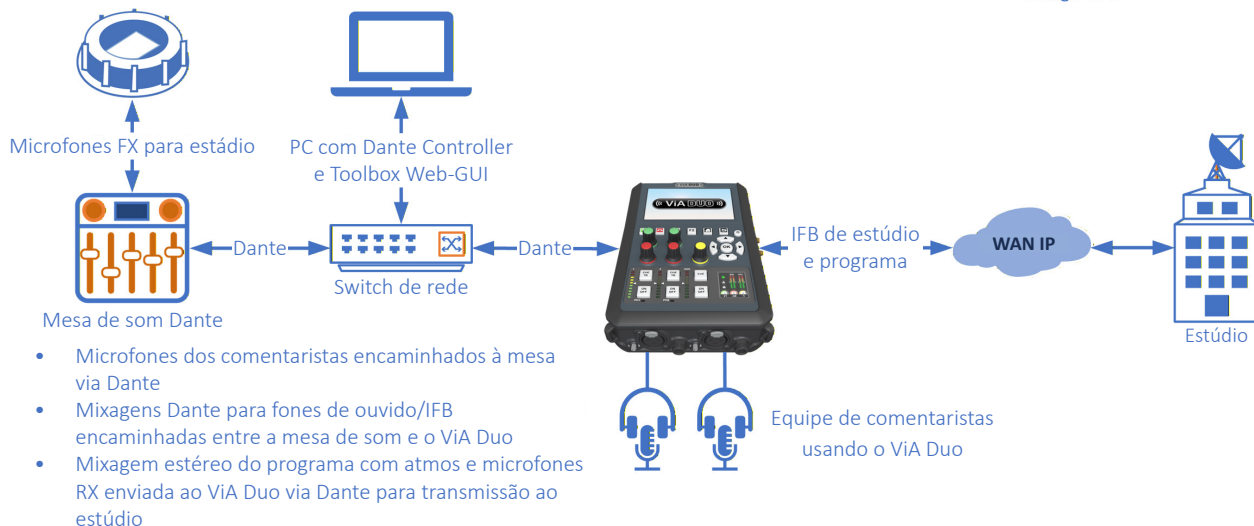 Microfones FX para estádio
PC com Dante Controller
e Toolbox Web-GUI
Dante
Dante
Switch de rede
Mesa de som Dante
((•)) ViA DUO ((•))
OK
IFB de estúdio
e programa
WAN IP
Estúdio
• Microfones dos comentaristas encaminhados à mesa
via Dante
• Mixagens Dante para fones de ouvido/IFB
encaminhadas entre a mesa de som e o ViA Duo
• Mixagem estéreo do programa com atmos e microfones
RX enviada ao ViA Duo via Dante para transmissão ao
estúdio
Equipe de comentaristas
usando o ViA Duo